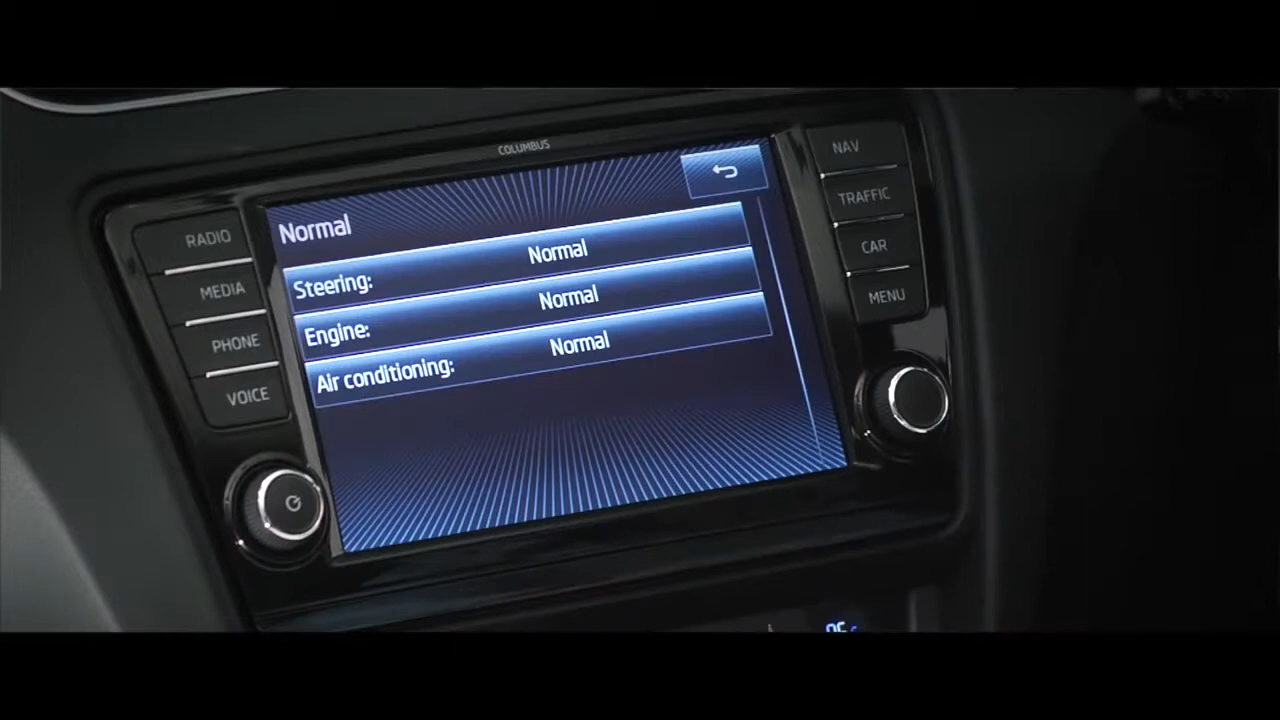 COLUMBUS
RADIO
MEDIA
PHONE
VOICE
Normal
Steering: Normal
Engine: Normal
Air conditioning: Normal
NAV
TRAFFIC
CAR
MENU